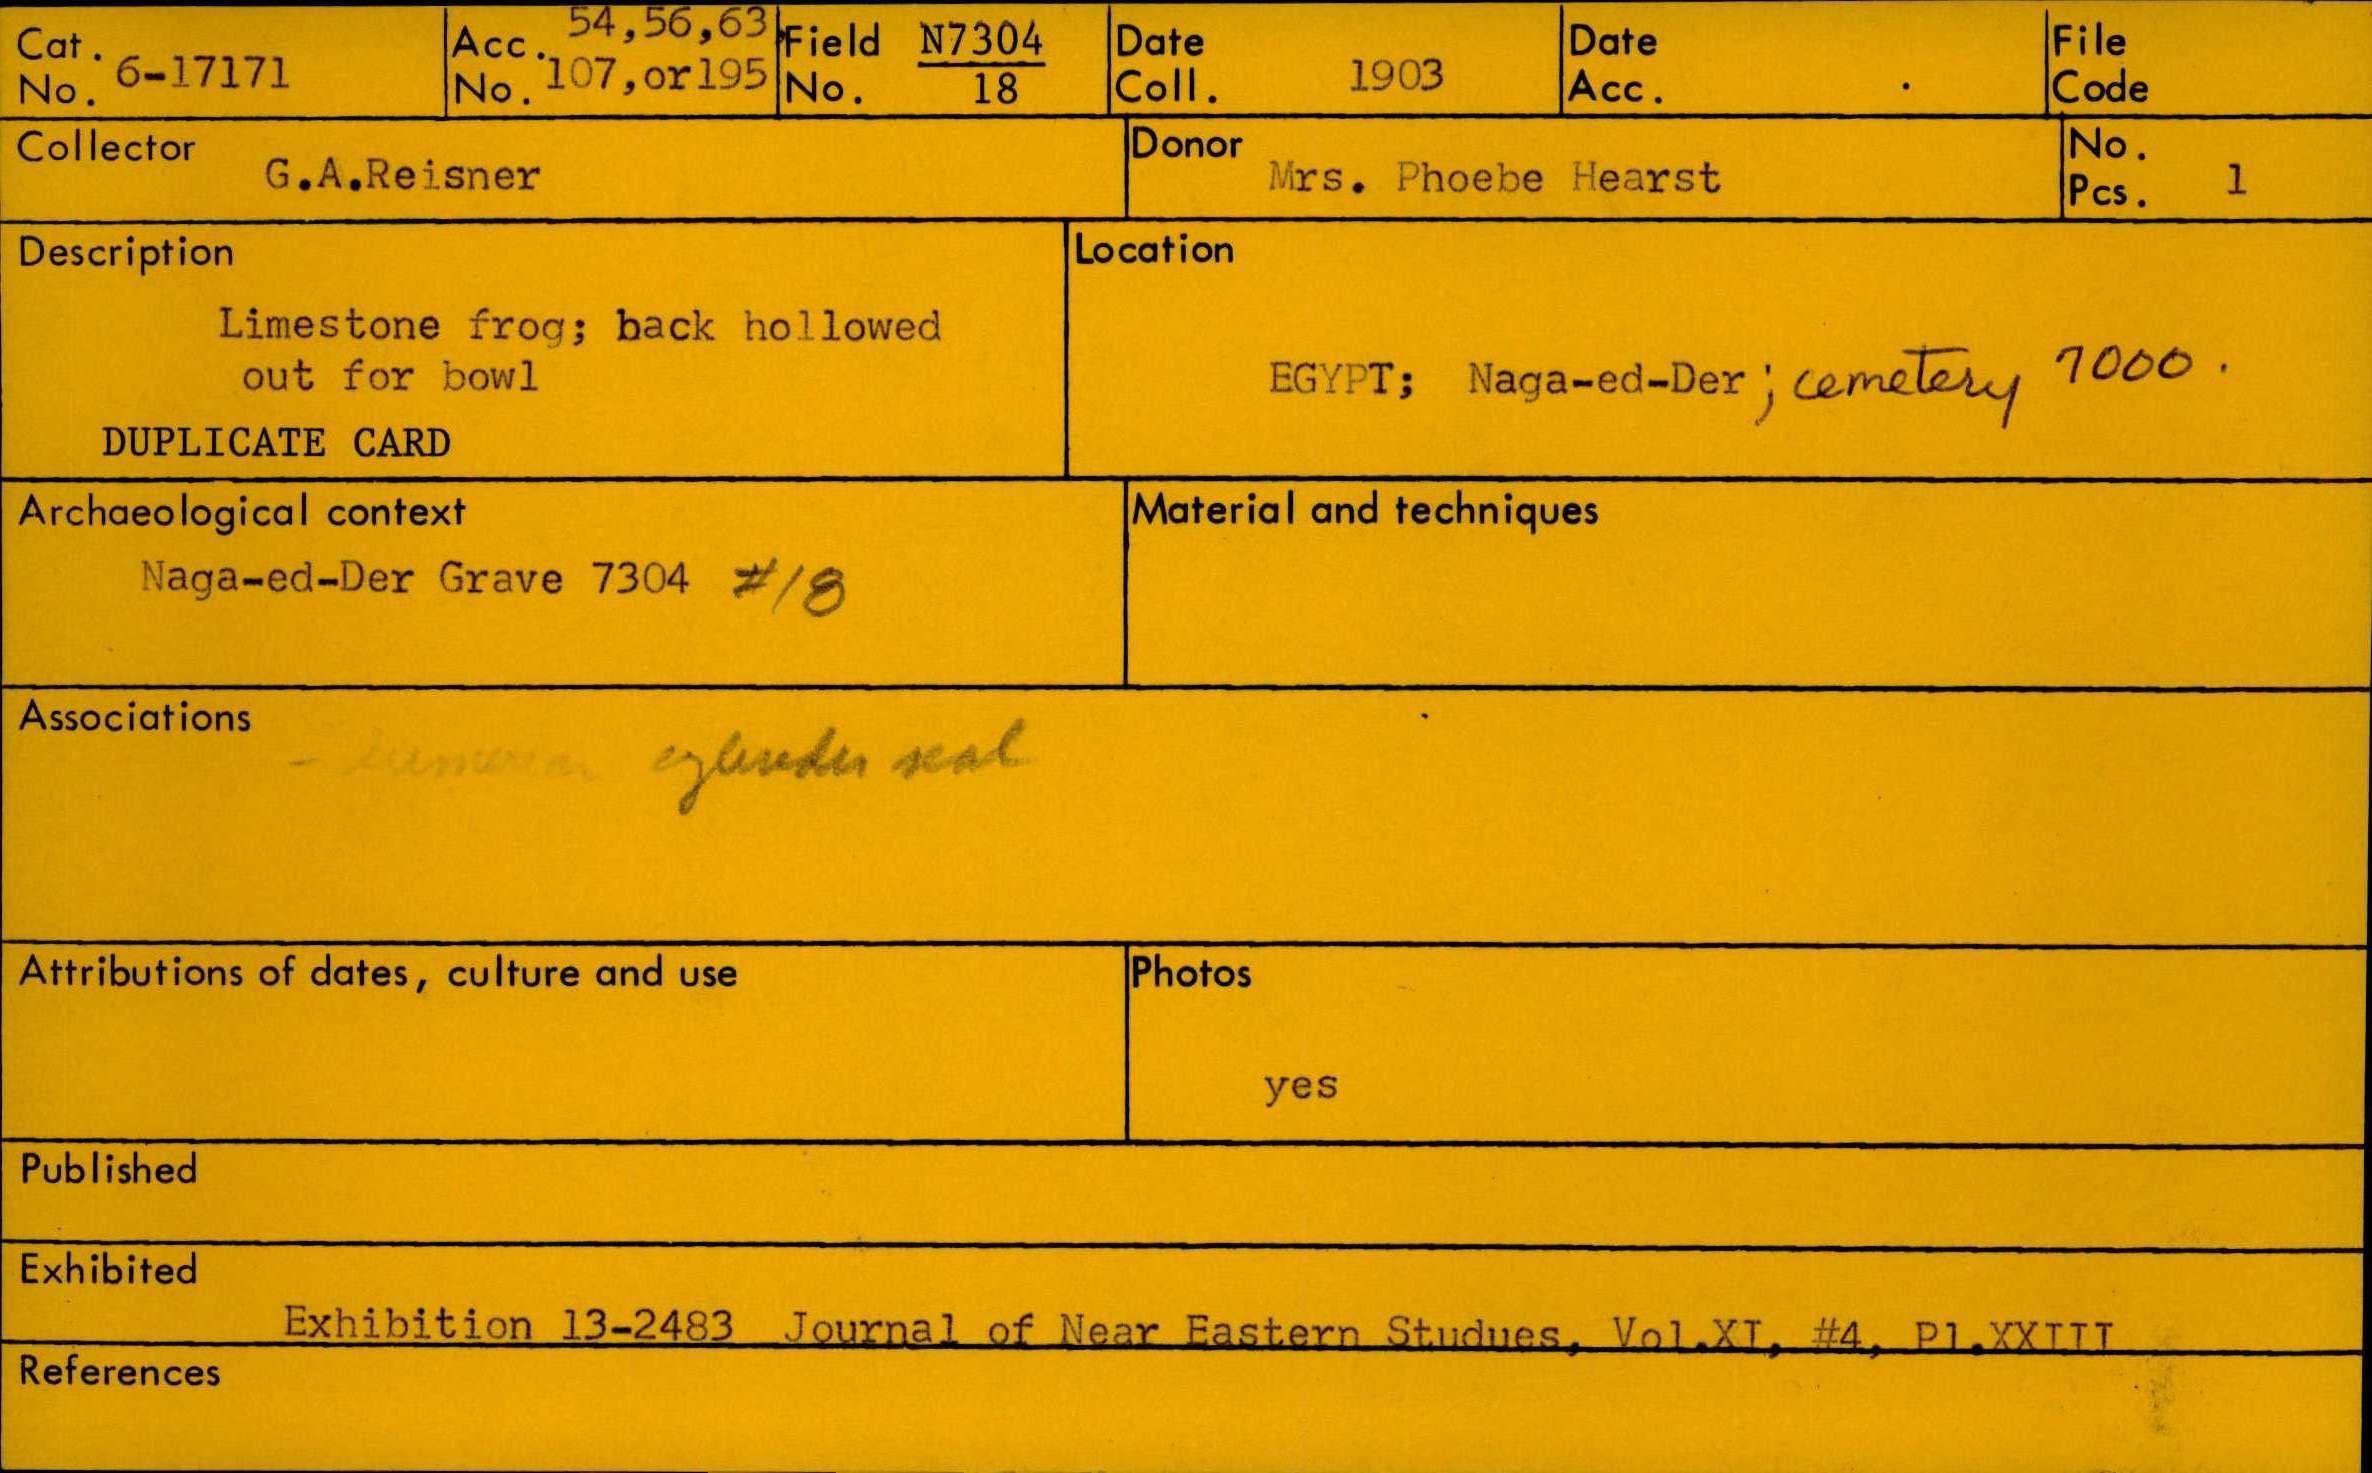 Cat. No. 6-17171
Acc. No. 54,56,63 107,or195
Field No. N7304 18
Date Coll. 1903
Date Acc.
File Code
Collector G.A.Reisner
Donor Mrs. Phoebe Hearst
No. Pcs. 1
Description
Limestone frog; back hollowed
out for bowl
DUPLICATE CARD
Location
EGYPT; Naga-ed-Der; cemetery 7000.
Archaeological context
Naga-ed-Der Grave 7304 #18
Material and techniques
Associations
cylinder seal
Attributions of dates, culture and use
Photos
yes
Published
Exhibited
Exhibition 13-2483 Journal of Near Eastern Studues, Vol.XI, #4, Pl.XXIII
References